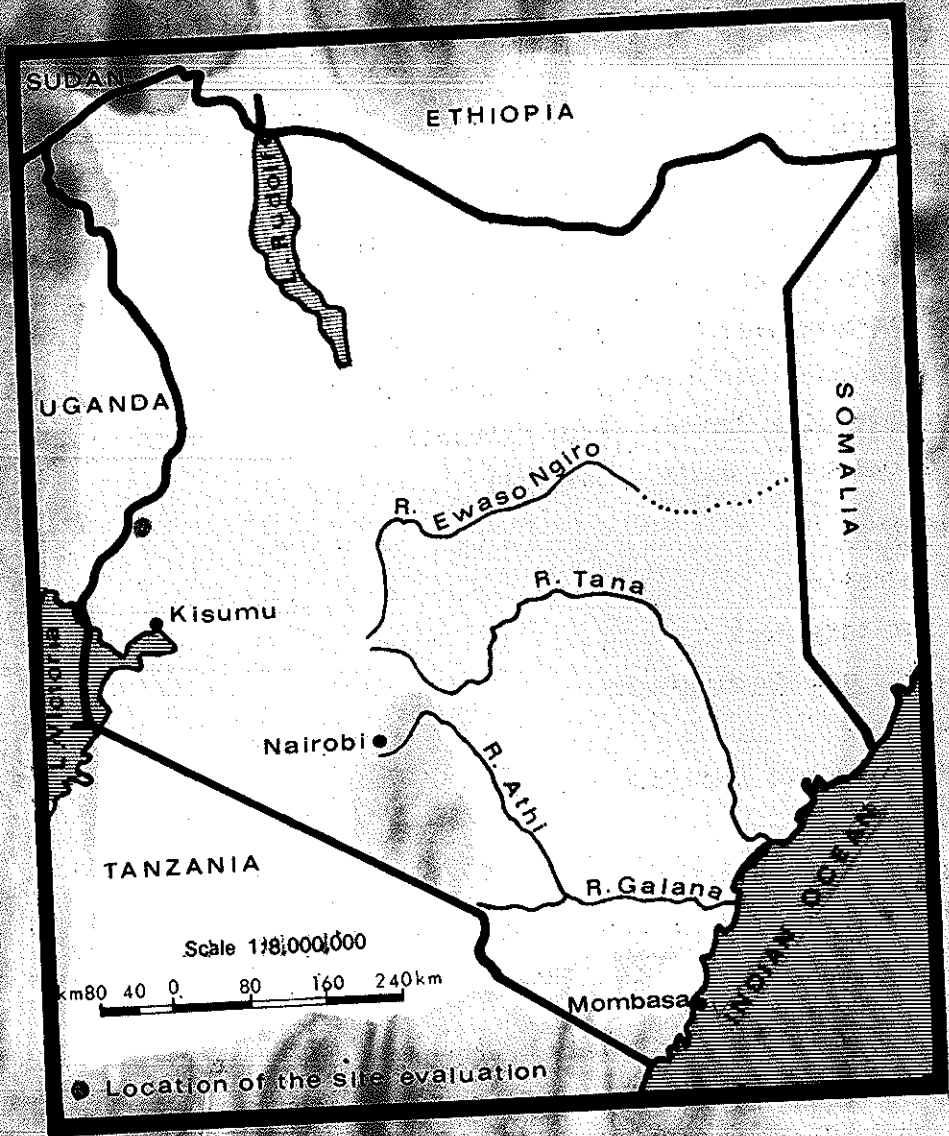 SUDAN
ETHIOPIA
L. Rudolf
UGANDA
SOMALIA
R. Ewaso Ngiro
R. Tana
Kisumu
L. Victoria
Nairobi
R. Athi
TANZANIA
R. Galana
INDIAN OCEAN
Scale 1:8,000,000
km80 40 0 80 160 240km
Mombasa
Location of the site evaluation